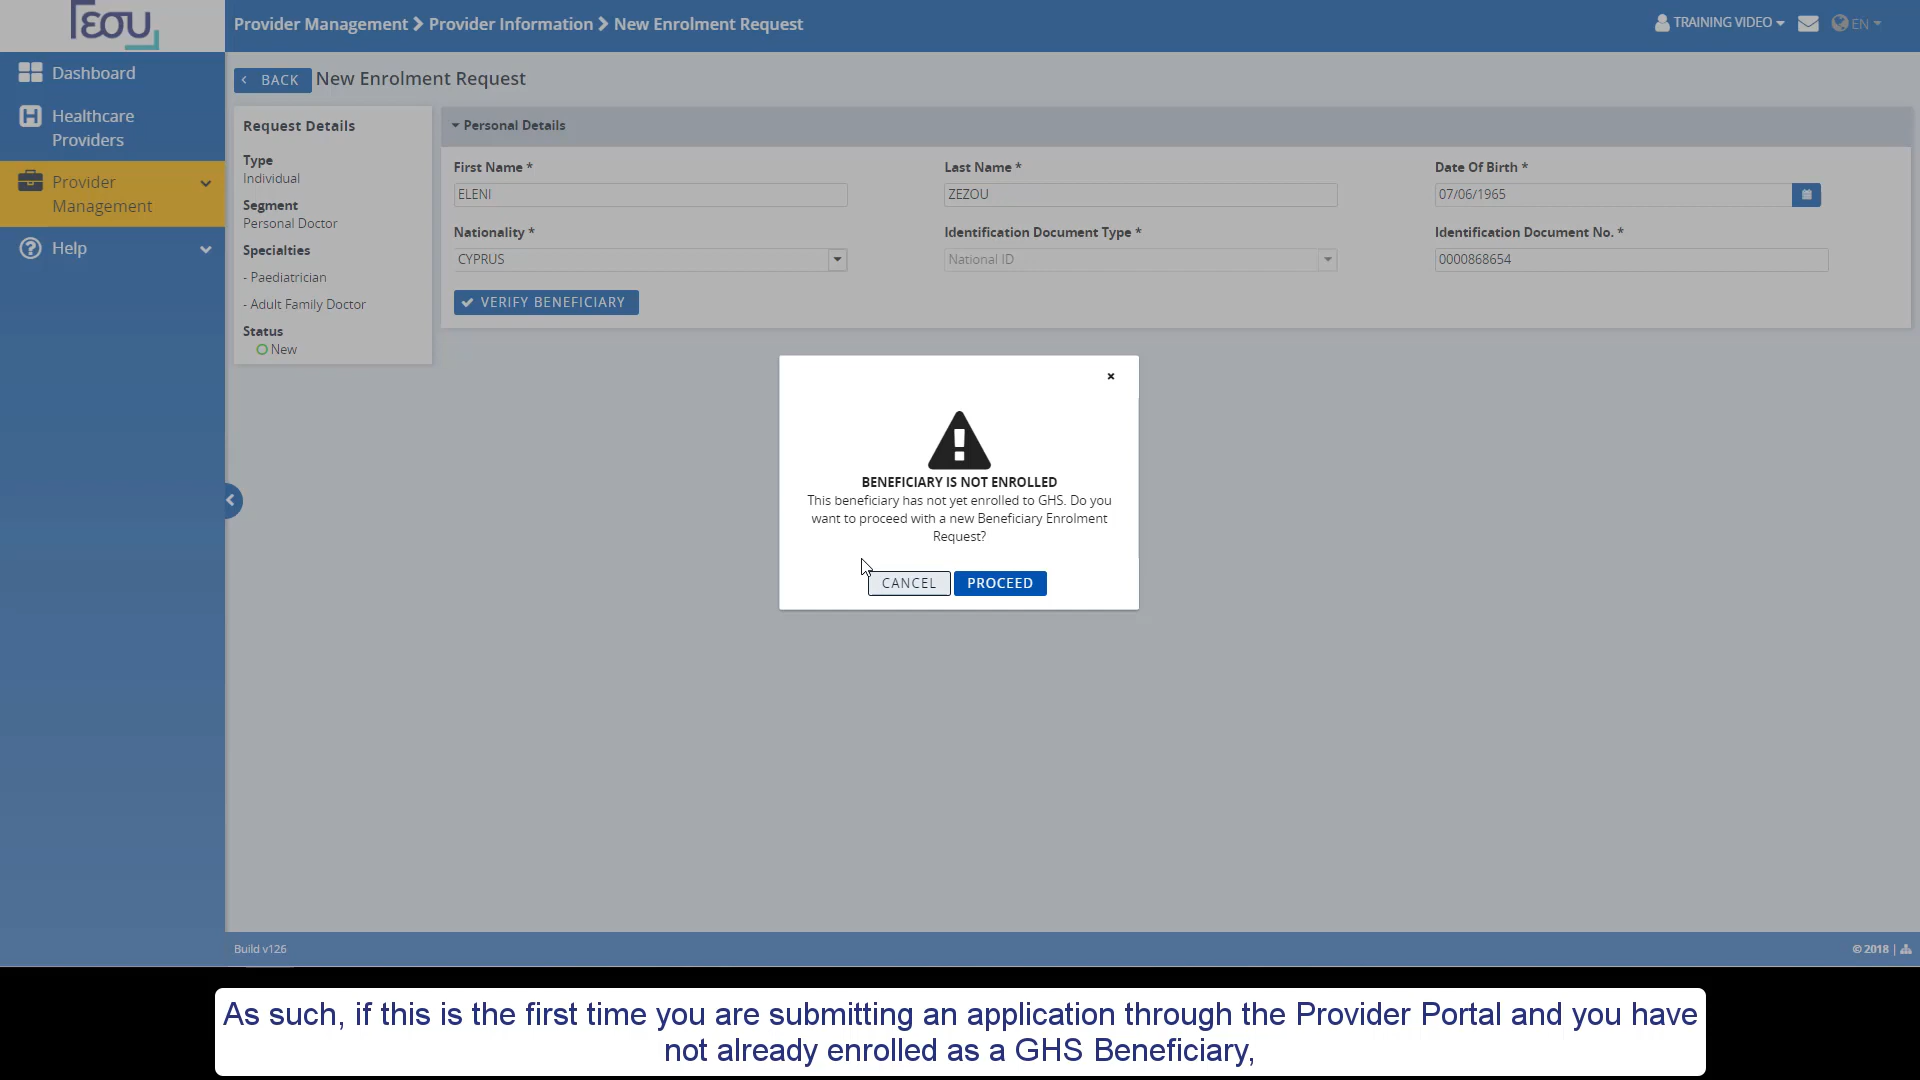 γεσυ
Provider Management > Provider Information > New Enrolment Request
TRAINING VIDEO
EN
Dashboard
Healthcare
Providers
Provider
Management
Help
BACK
New Enrolment Request
Request Details
Type
Individual
Segment
Personal Doctor
Specialties
- Paediatrician
- Adult Family Doctor
Status
New
Personal Details
First Name *
Last Name *
Date Of Birth *
ELENI
ZEZOU
07/06/1965
Nationality *
Identification Document Type *
Identification Document No. *
CYPRUS
National ID
0000868654
VERIFY BENEFICIARY
×
BENEFICIARY IS NOT ENROLLED
This beneficiary has not yet enrolled to GHS. Do you
want to proceed with a new Beneficiary Enrolment
Request?
CANCEL
PROCEED
Build v126
© 2018 |
As such, if this is the first time you are submitting an application through the Provider Portal and you have
not already enrolled as a GHS Beneficiary,